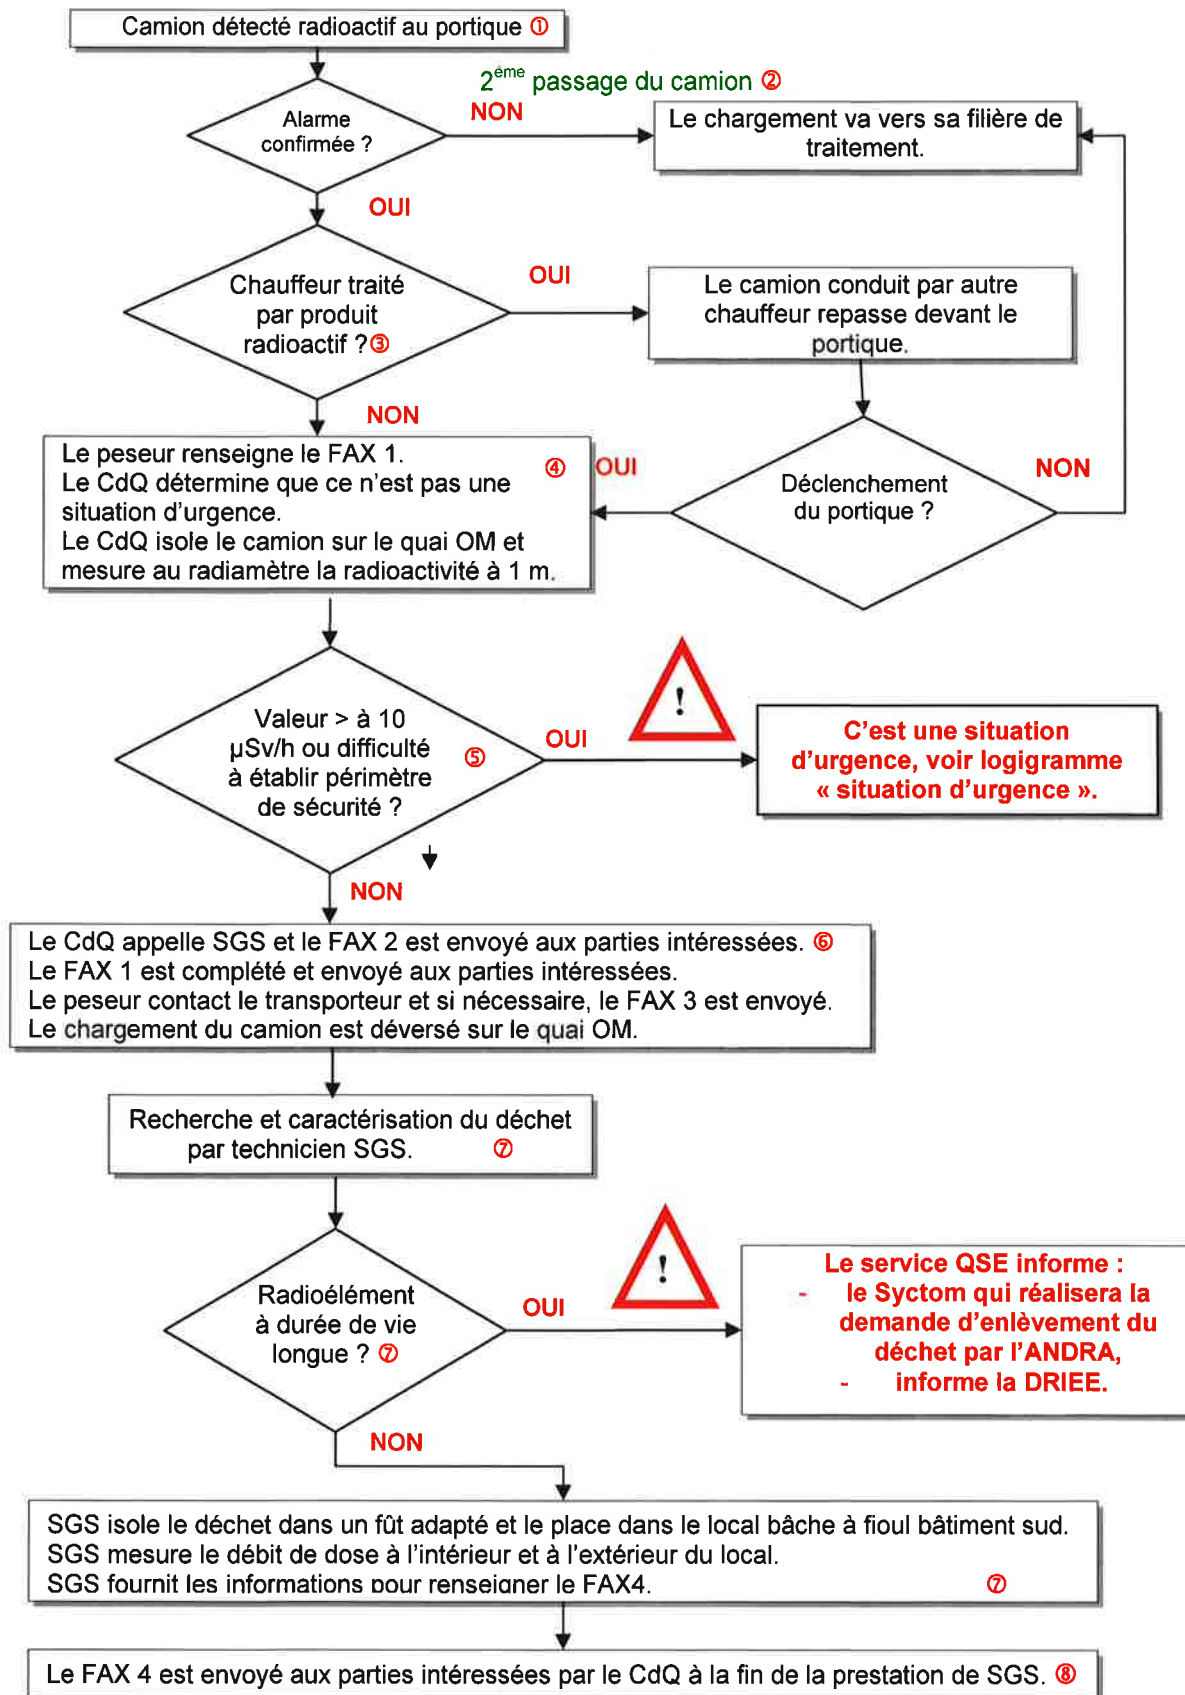 Camion détecté radioactif au portique ①
2ème passage du camion ②
Alarme
confirmée ?
NON
Le chargement va vers sa filière de
traitement.
OUI
Chauffeur traité
par produit
radioactif ?③
OUI
Le camion conduit par autre
chauffeur repasse devant le
portique.
NON
Le peseur renseigne le FAX 1. ④
Le CdQ détermine que ce n'est pas une
situation d'urgence.
Le CdQ isole le camion sur le quai OM et
mesure au radiamètre la radioactivité à 1 m.
OUI
Déclenchement
du portique ?
NON
Valeur > à 10
µSv/h ou difficulté
à établir périmètre
de sécurité ?
⑤
OUI
!
C'est une situation
d'urgence, voir logigramme
« situation d'urgence ».
NON
Le CdQ appelle SGS et le FAX 2 est envoyé aux parties intéressées. ⑥
Le FAX 1 est complété et envoyé aux parties intéressées.
Le peseur contact le transporteur et si nécessaire, le FAX 3 est envoyé.
Le chargement du camion est déversé sur le quai OM.
Recherche et caractérisation du déchet
par technicien SGS. ⑦
Radioélément
à durée de vie
longue ? ⑦
OUI
!
Le service QSE informe :
- le Syctom qui réalisera la
demande d'enlèvement du
déchet par l'ANDRA,
- informe la DRIEE.
NON
SGS isole le déchet dans un fût adapté et le place dans le local bâche à fioul bâtiment sud.
SGS mesure le débit de dose à l'intérieur et à l'extérieur du local.
SGS fournit les informations pour renseigner le FAX4. ⑦
Le FAX 4 est envoyé aux parties intéressées par le CdQ à la fin de la prestation de SGS. ⑧